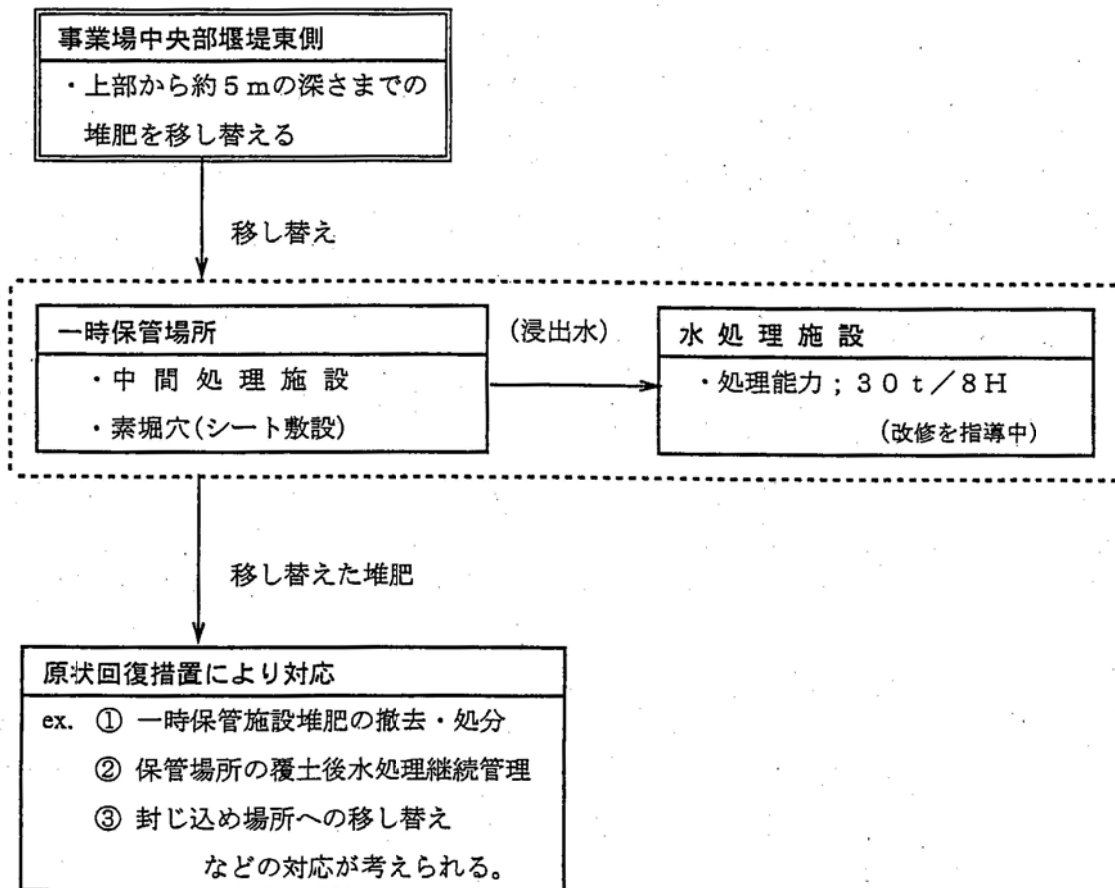 事業場中央部堰堤東側
・上部から約5mの深さまでの
堆肥を移し替える
移し替え
一時保管場所
・中間処理施設
・素堀穴(シート敷設)
(浸出水)
水処理施設
・処理能力；30t／8H
(改修を指導中)
移し替えた堆肥
原状回復措置により対応
ex. ① 一時保管施設堆肥の撤去・処分
② 保管場所の覆土後水処理継続管理
③ 封じ込め場所への移し替え
などの対応が考えられる。